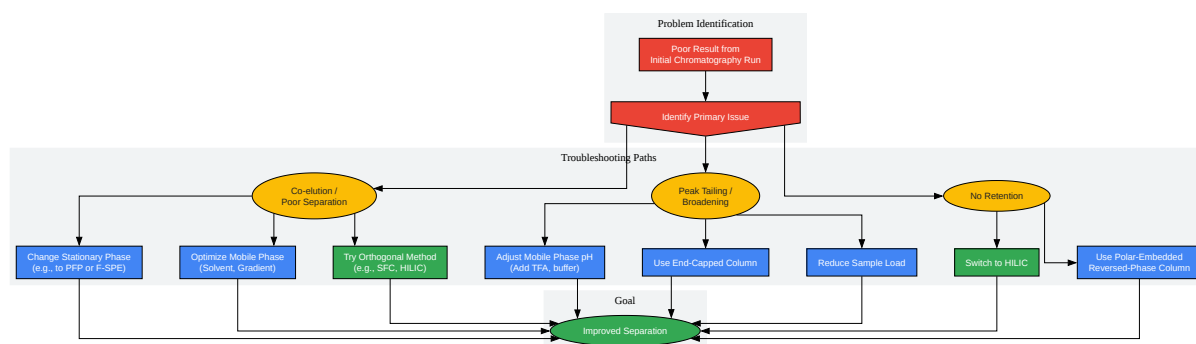 Problem Identification
Poor Result from
Initial Chromatography Run
Identify Primary Issue
Troubleshooting Paths
Co-elution /
Poor Separation
Peak Tailing /
Broadening
No Retention
Change Stationary Phase
(e.g., to PFP or F-SPE)
Optimize Mobile Phase
(Solvent, Gradient)
Try Orthogonal Method
(e.g., SFC, HILIC)
Adjust Mobile Phase pH
(Add TFA, buffer)
Use End-Capped Column
Reduce Sample Load
Switch to HILIC
Use Polar-Embedded
Reversed-Phase Column
Goal
Improved Separation